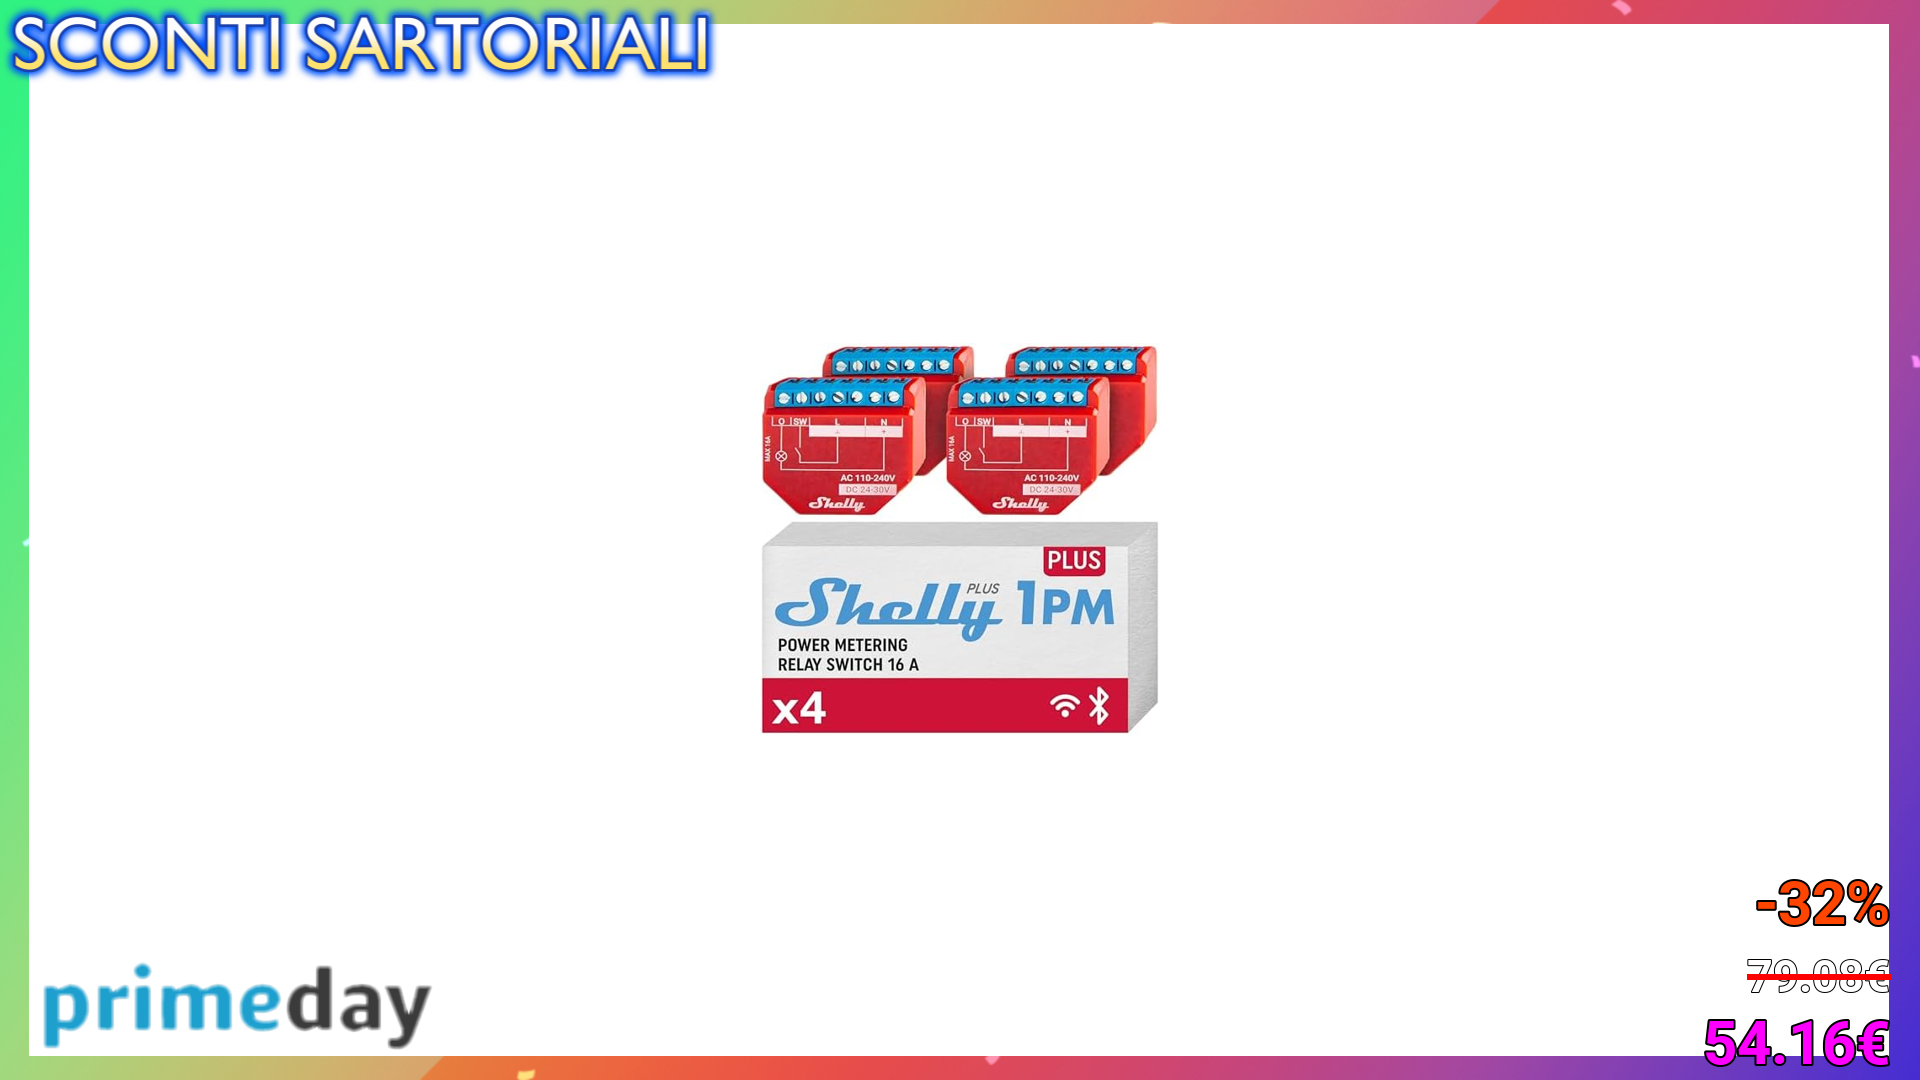 SCONTI SARTORIALI
O SW L N
MAX 16A
AC 110-240V
DC 24-30V
Shelly
O SW L N
MAX 16A
AC 110-240V
DC 24-30V
Shelly
PLUS
Shelly PLUS 1PM
POWER METERING
RELAY SWITCH 16 A
x4
-32%
79.08€
primeday
54.16€